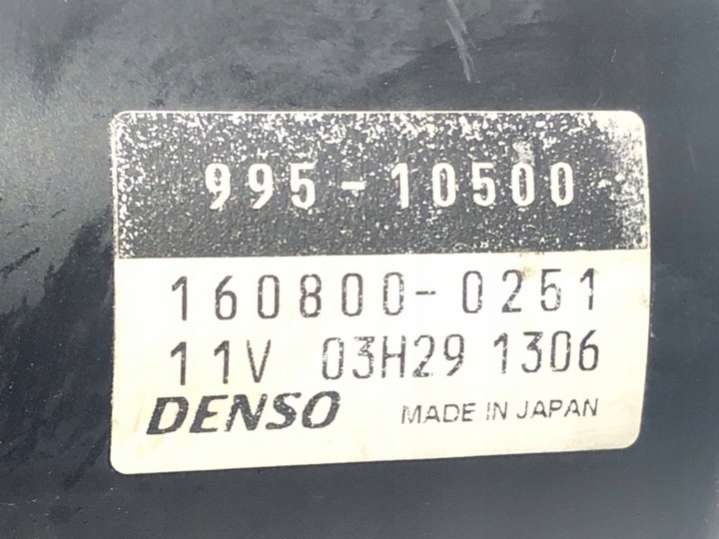 995-10500
160800-0251
11V 03H29 1306
DENSO MADE IN JAPAN